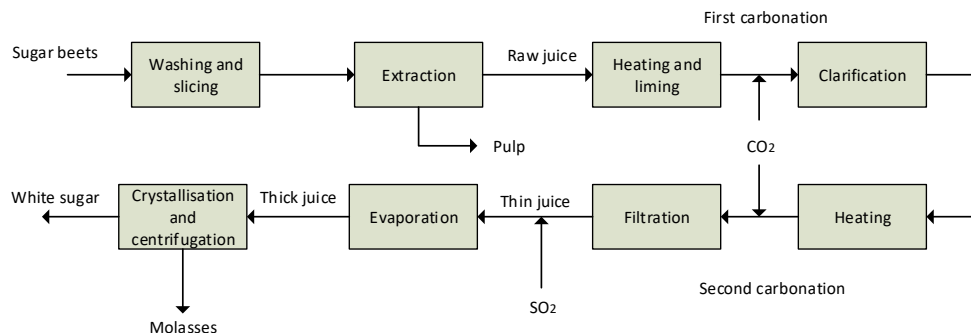 First carbonation
Sugar beets
Washing and
slicing
Extraction
Raw juice
Heating and
liming
Clarification
Pulp
CO2
White sugar
Crystallisation
and
centrifugation
Thick juice
Evaporation
Thin juice
Filtration
Heating
Second carbonation
SO2
Molasses